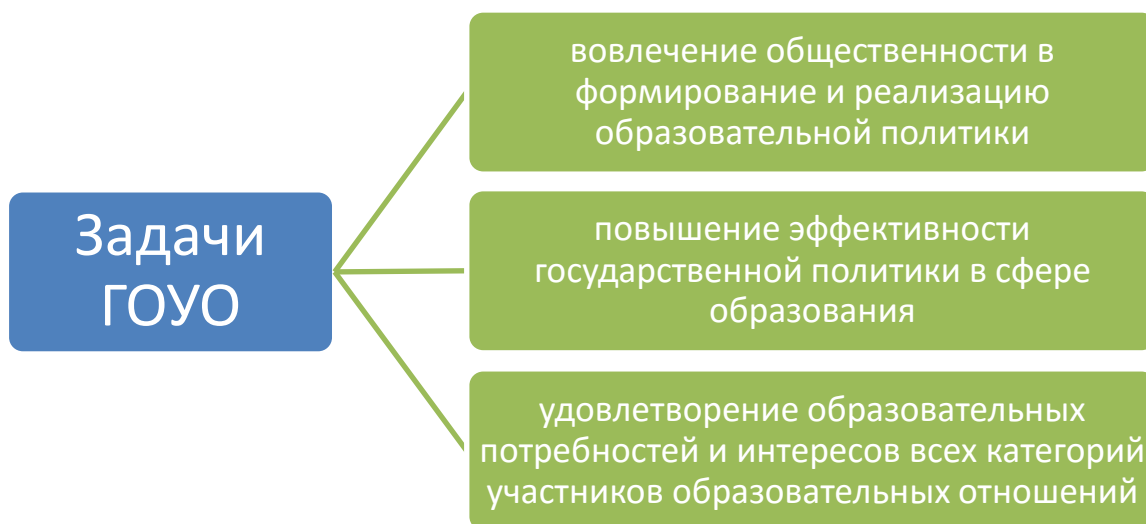 Задачи
ГОУО
вовлечение общественности в
формирование и реализацию
образовательной политики
повышение эффективности
государственной политики в сфере
образования
удовлетворение образовательных
потребностей и интересов всех категорий
участников образовательных отношений